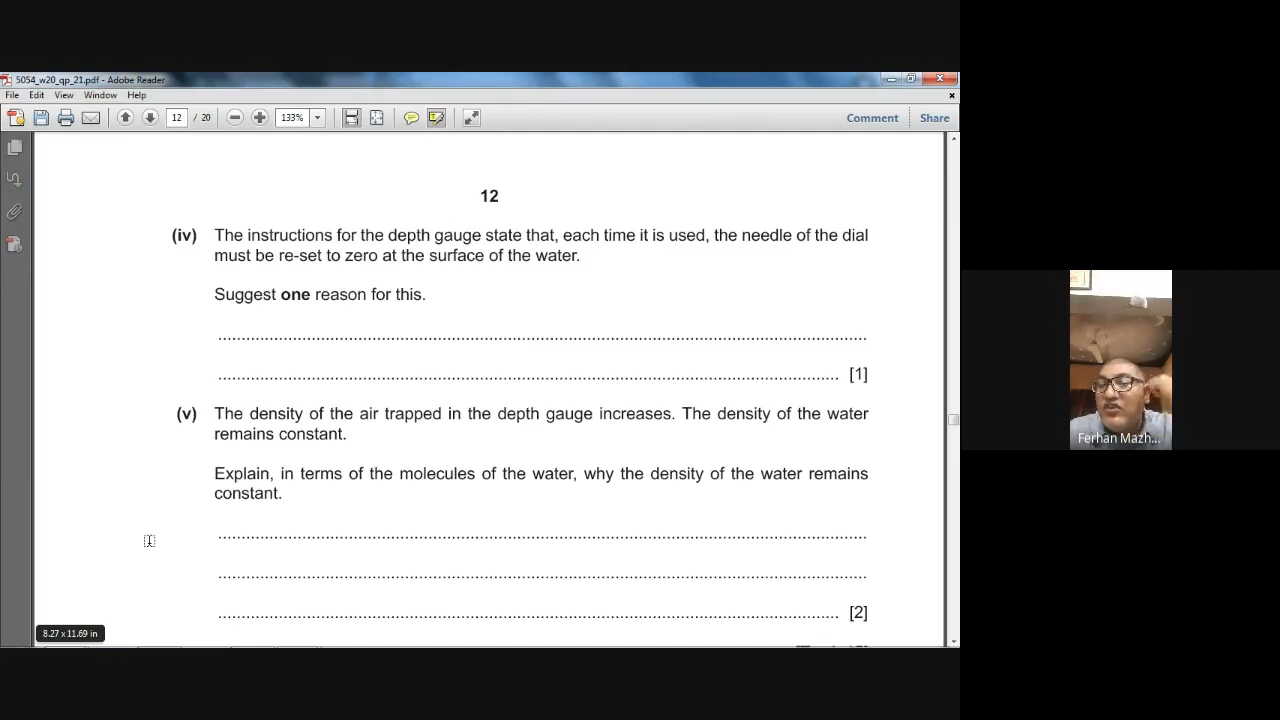 5054_w20_qp_21.pdf - Adobe Reader
File Edit View Window Help
12 / 20 133% Comment Share
12
(iv) The instructions for the depth gauge state that, each time it is used, the needle of the dial
must be re-set to zero at the surface of the water.
Suggest one reason for this.
[1]
(v) The density of the air trapped in the depth gauge increases. The density of the water
remains constant.
Explain, in terms of the molecules of the water, why the density of the water remains
constant.
[2]
8.27 x 11.69 in
Ferhan Mazh...